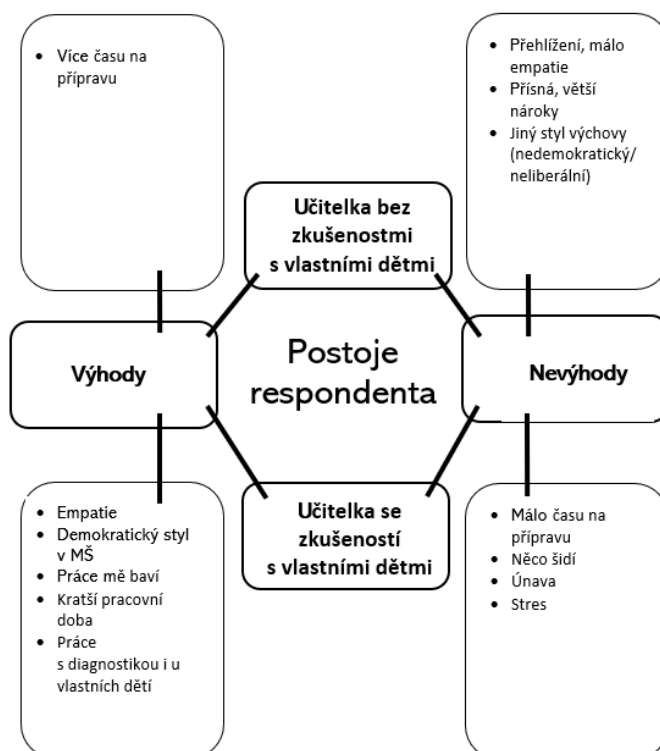 Více času na
přípravu
Přehlížení, málo
empatie
Přísná, větší
nároky
Jiný styl výchovy
(nedemokratický/
neliberální)
Učitelka bez
zkušenostmi
s vlastními dětmi
Výhody
Postoje
respondenta
Nevýhody
Učitelka se
zkušeností
s vlastními dětmi
Empatie
Demokratický styl
v MŠ
Práce mě baví
Kratší pracovní
doba
Práce
s diagnostikou i u
vlastních dětí
Málo času na
přípravu
Něco šidí
Únava
Stres